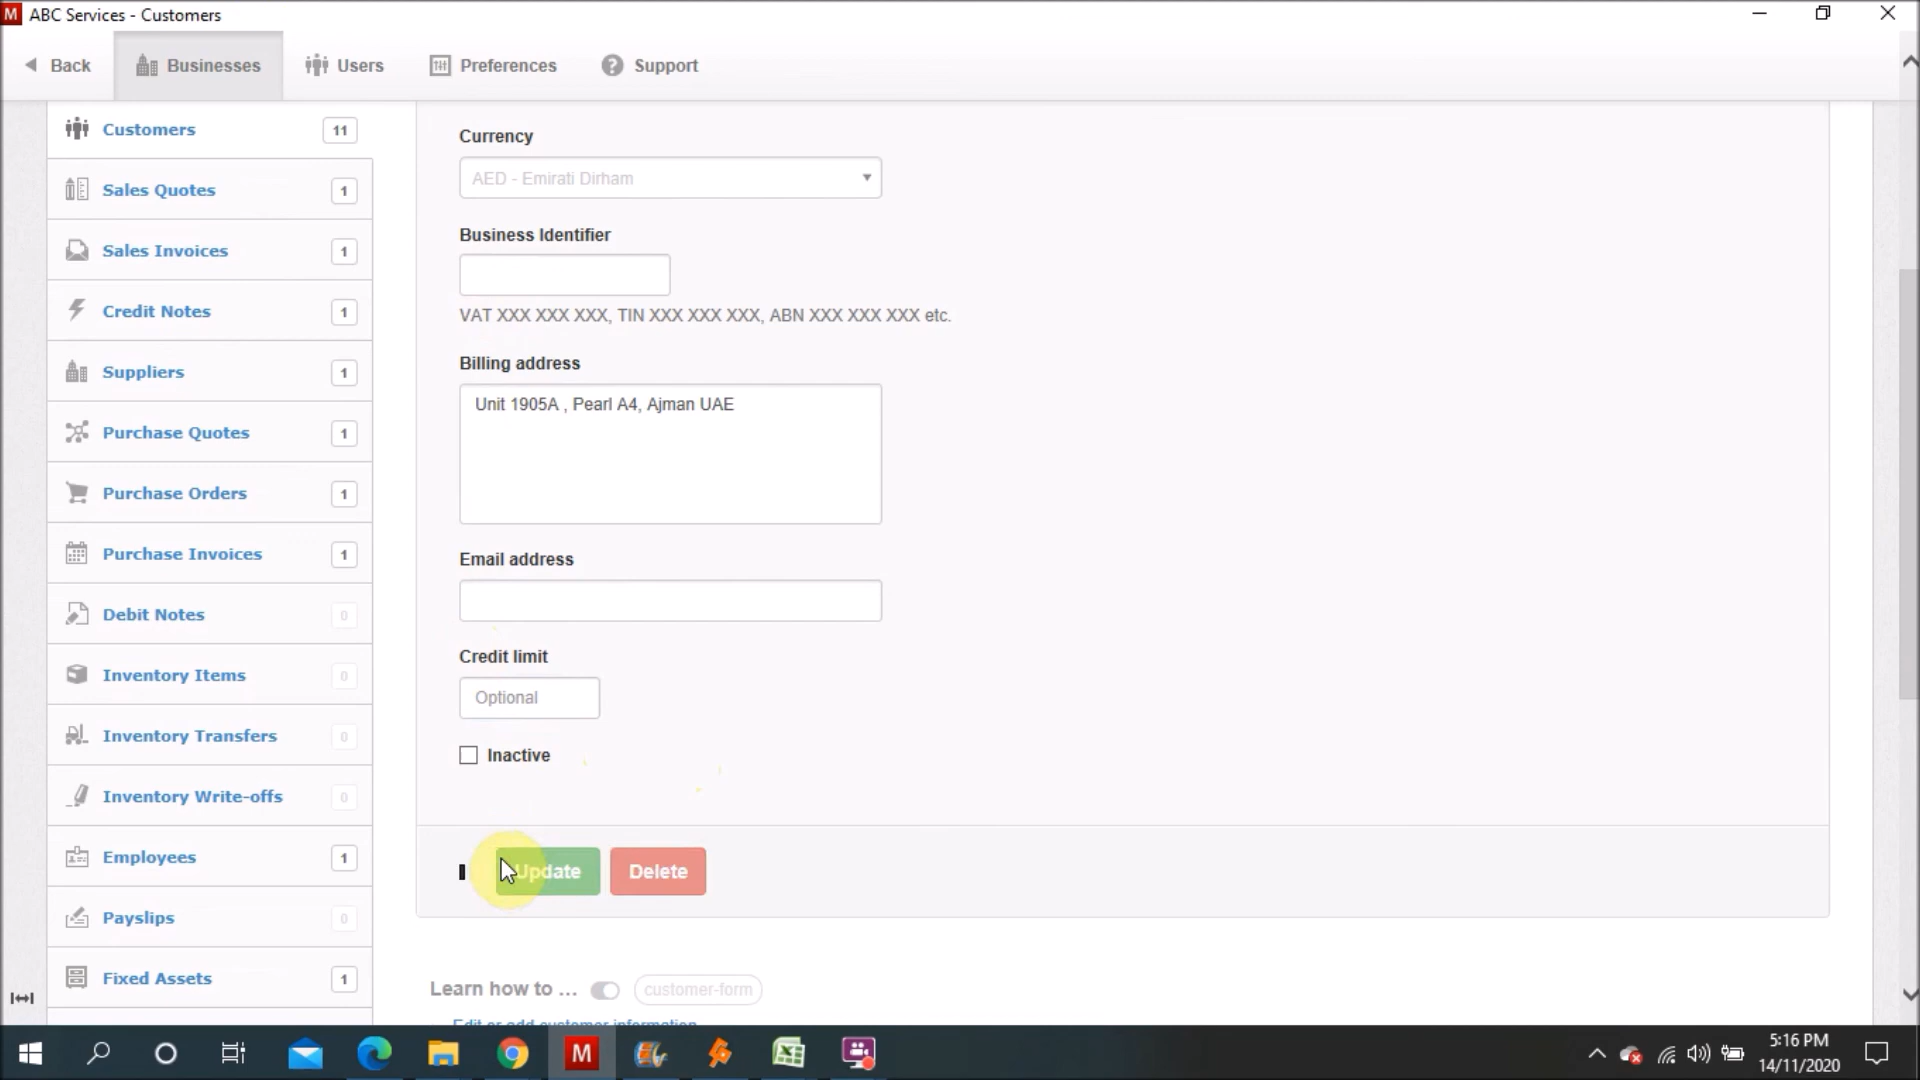 M ABC Services - Customers
Back
Businesses
Users
Preferences
Support
Customers 11
Sales Quotes 1
Sales Invoices 1
Credit Notes 1
Suppliers 1
Purchase Quotes 1
Purchase Orders 1
Purchase Invoices 1
Debit Notes 0
Inventory Items 0
Inventory Transfers 0
Inventory Write-offs 0
Employees 1
Payslips 0
Fixed Assets 1
Currency
AED - Emirati Dirham
Business Identifier
VAT XXX XXX XXX, TIN XXX XXX XXX, ABN XXX XXX XXX etc.
Billing address
Unit 1905A , Pearl A4, Ajman UAE
Email address
Credit limit
Optional
Inactive
Update
Delete
Learn how to ... customer-form
Edit or add customer information
M
5:16 PM
14/11/2020